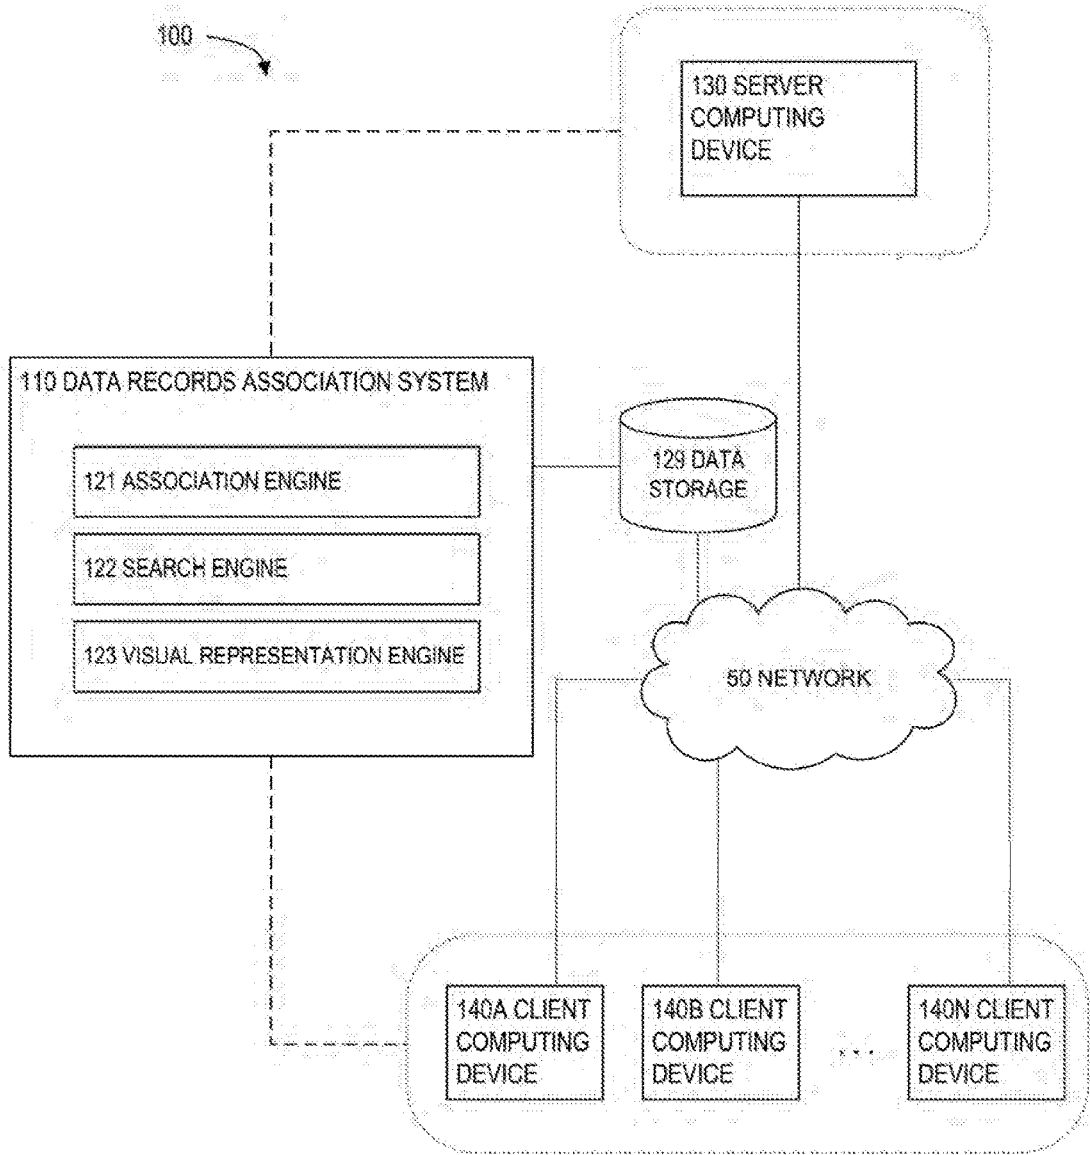 100
130 SERVER
COMPUTING
DEVICE
110 DATA RECORDS ASSOCIATION SYSTEM
121 ASSOCIATION ENGINE
122 SEARCH ENGINE
123 VISUAL REPRESENTATION ENGINE
129 DATA
STORAGE
50 NETWORK
140A CLIENT
COMPUTING
DEVICE
140B CLIENT
COMPUTING
DEVICE
...
140N CLIENT
COMPUTING
DEVICE